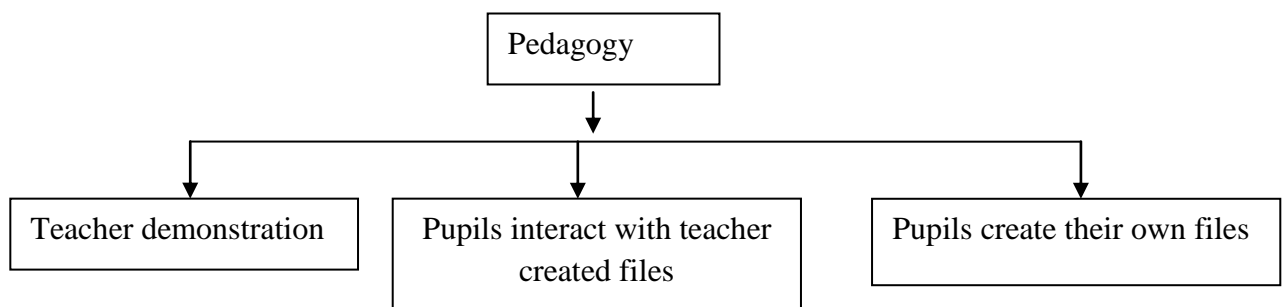 Pedagogy
Teacher demonstration
Pupils interact with teacher
created files
Pupils create their own files